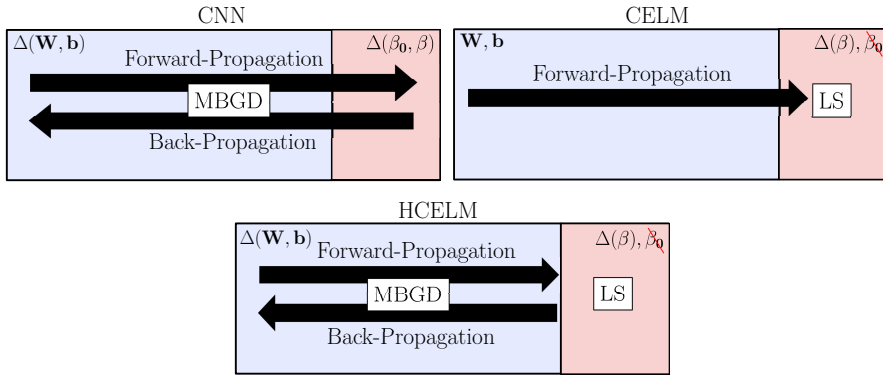 CNN
Δ(W, b)
Δ(β₀, β)
Forward-Propagation
MBGD
Back-Propagation
CELM
W, b
Δ(β), β₀
Forward-Propagation
LS
HCELM
Δ(W, b)
Δ(β), β₀
Forward-Propagation
MBGD
LS
Back-Propagation